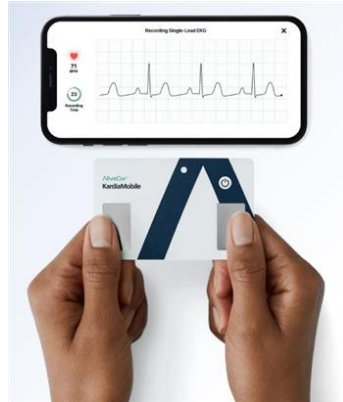 Recording Single-Lead EKG
X
71
BPM
23
Recording
Time
AliveCor
KardiaMobile